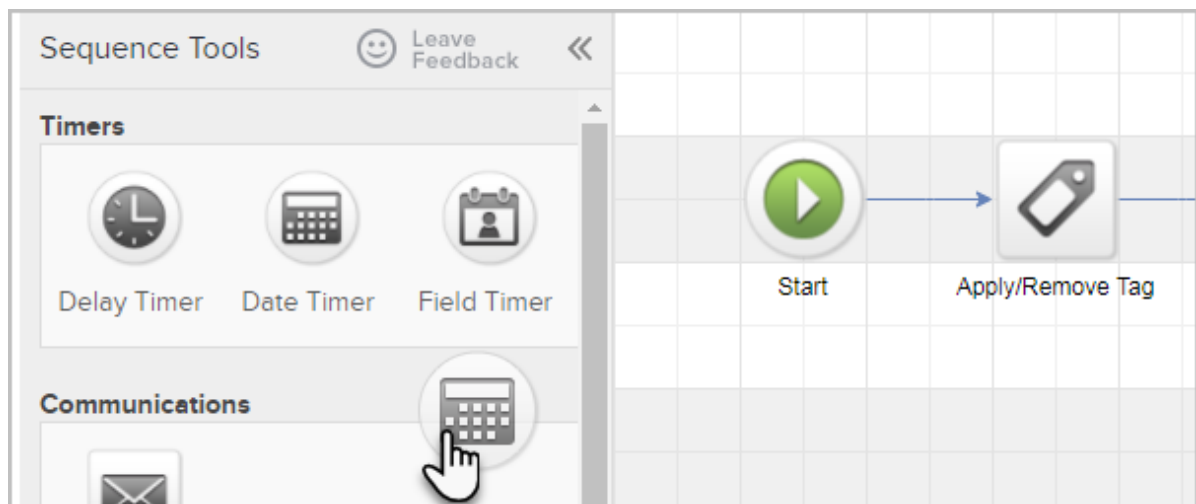 Sequence Tools
Leave
Feedback
Timers
Delay Timer
Date Timer
Field Timer
Communications
Start
Apply/Remove Tag